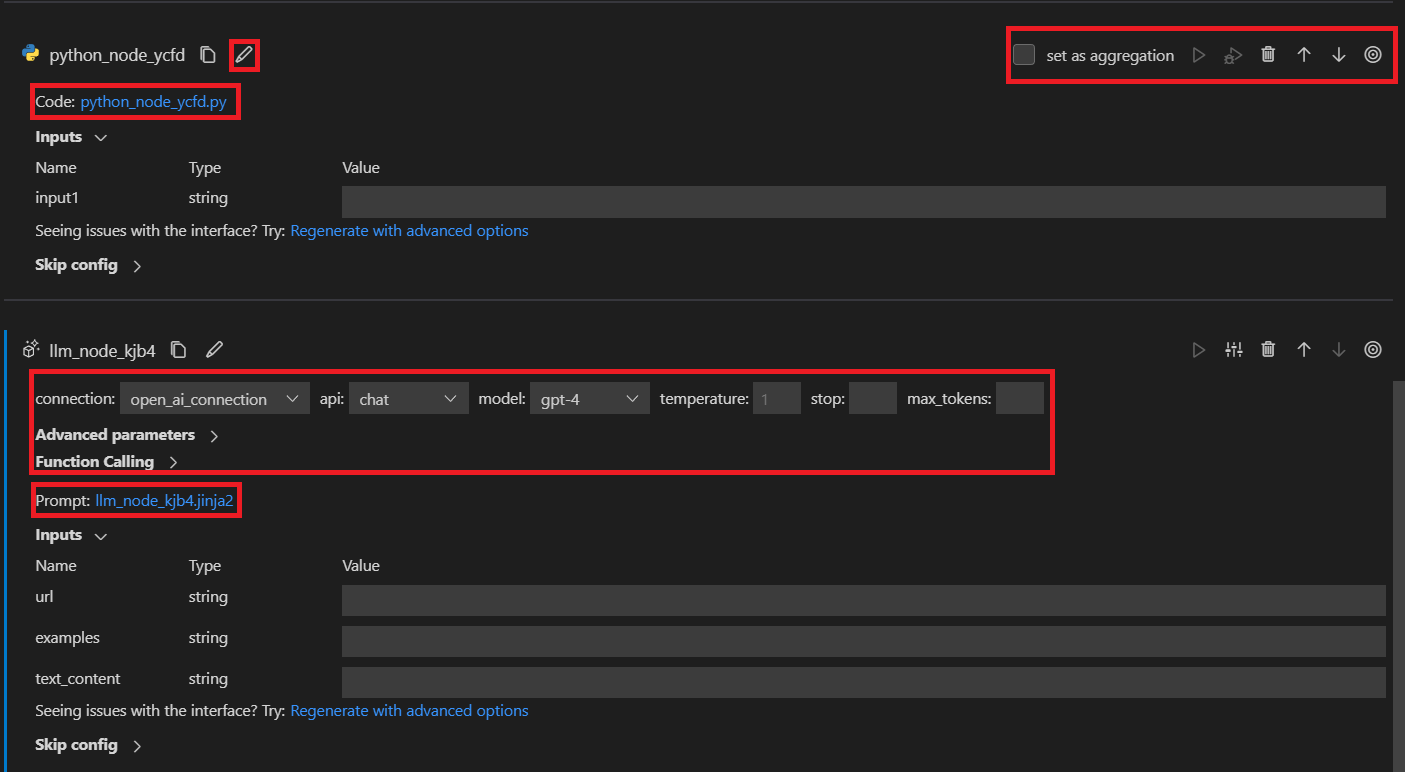 python_node_ycfd set as aggregation
Code: python_node_ycfd.py
Inputs
Name Type Value
input1 string
Seeing issues with the interface? Try: Regenerate with advanced options
Skip config
llm_node_kjb4
connection: open_ai_connection api: chat model: gpt-4 temperature: 1 stop: max_tokens:
Advanced parameters
Function Calling
Prompt: llm_node_kjb4.jinja2
Inputs
Name Type Value
url string
examples string
text_content string
Seeing issues with the interface? Try: Regenerate with advanced options
Skip config